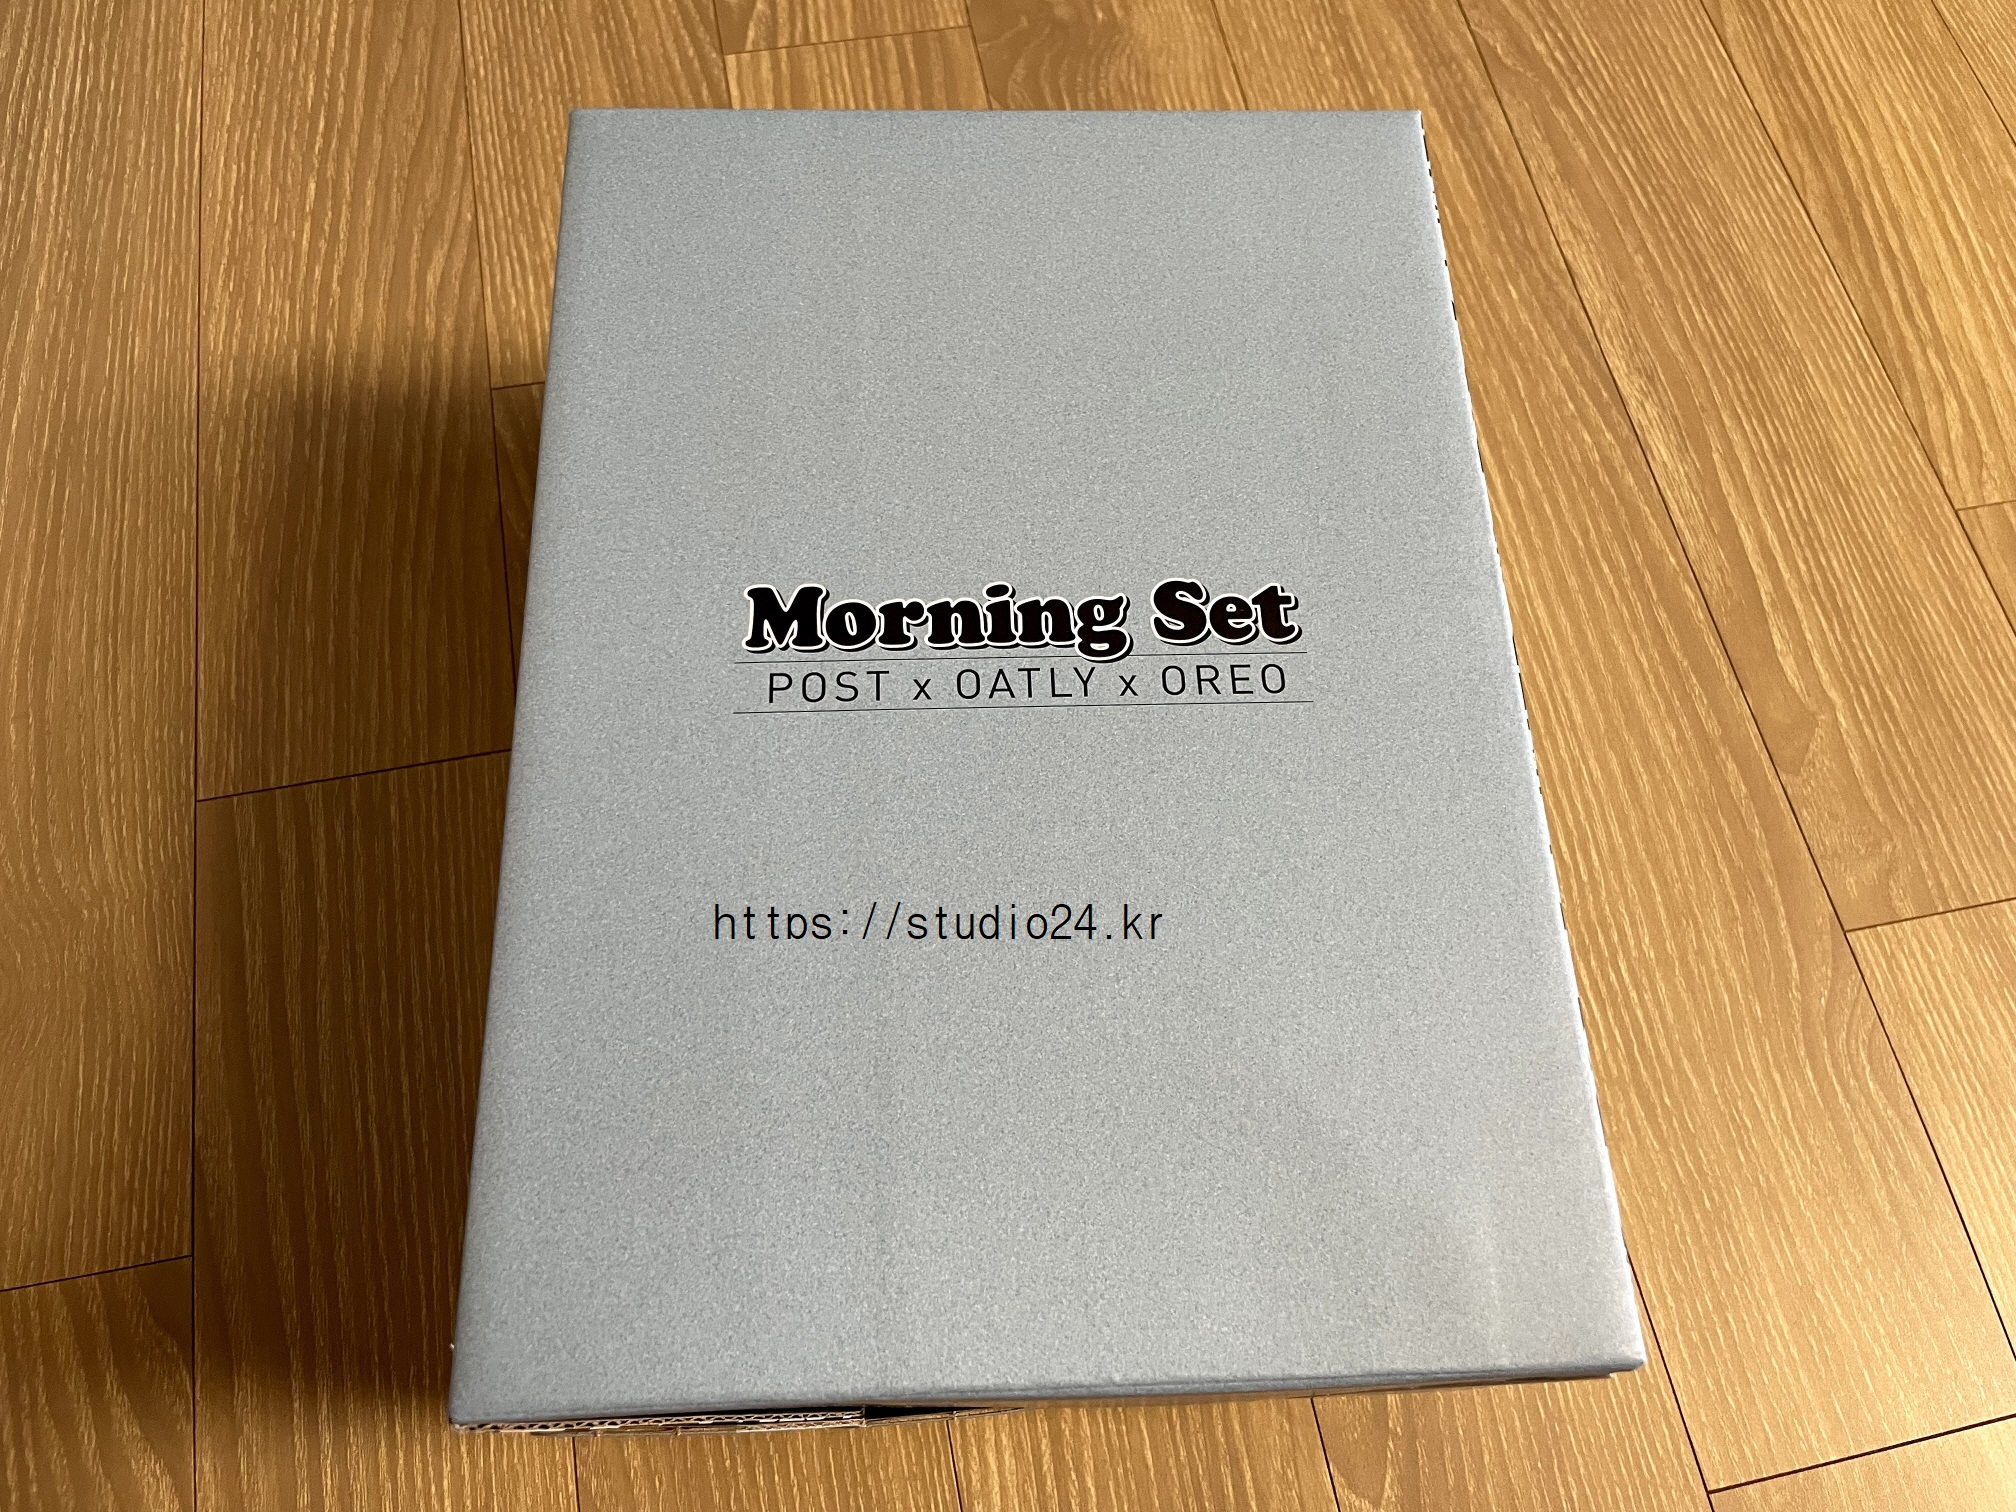 Morning Set
POST x OATLY x OREO
https://studio24.kr